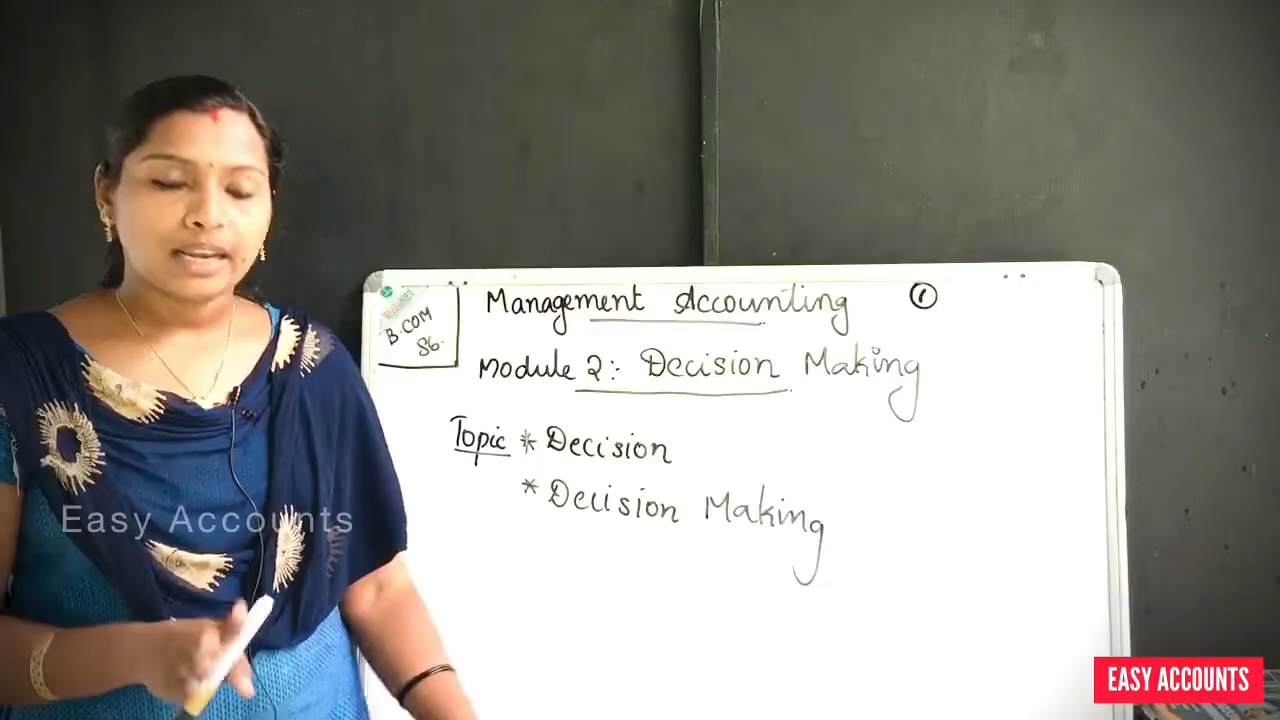 Management Accounting ①
B.COM
S6.
Module 2:- Decision Making
Topic * Decision
* Decision Making
Easy Accounts
EASY ACCOUNTS